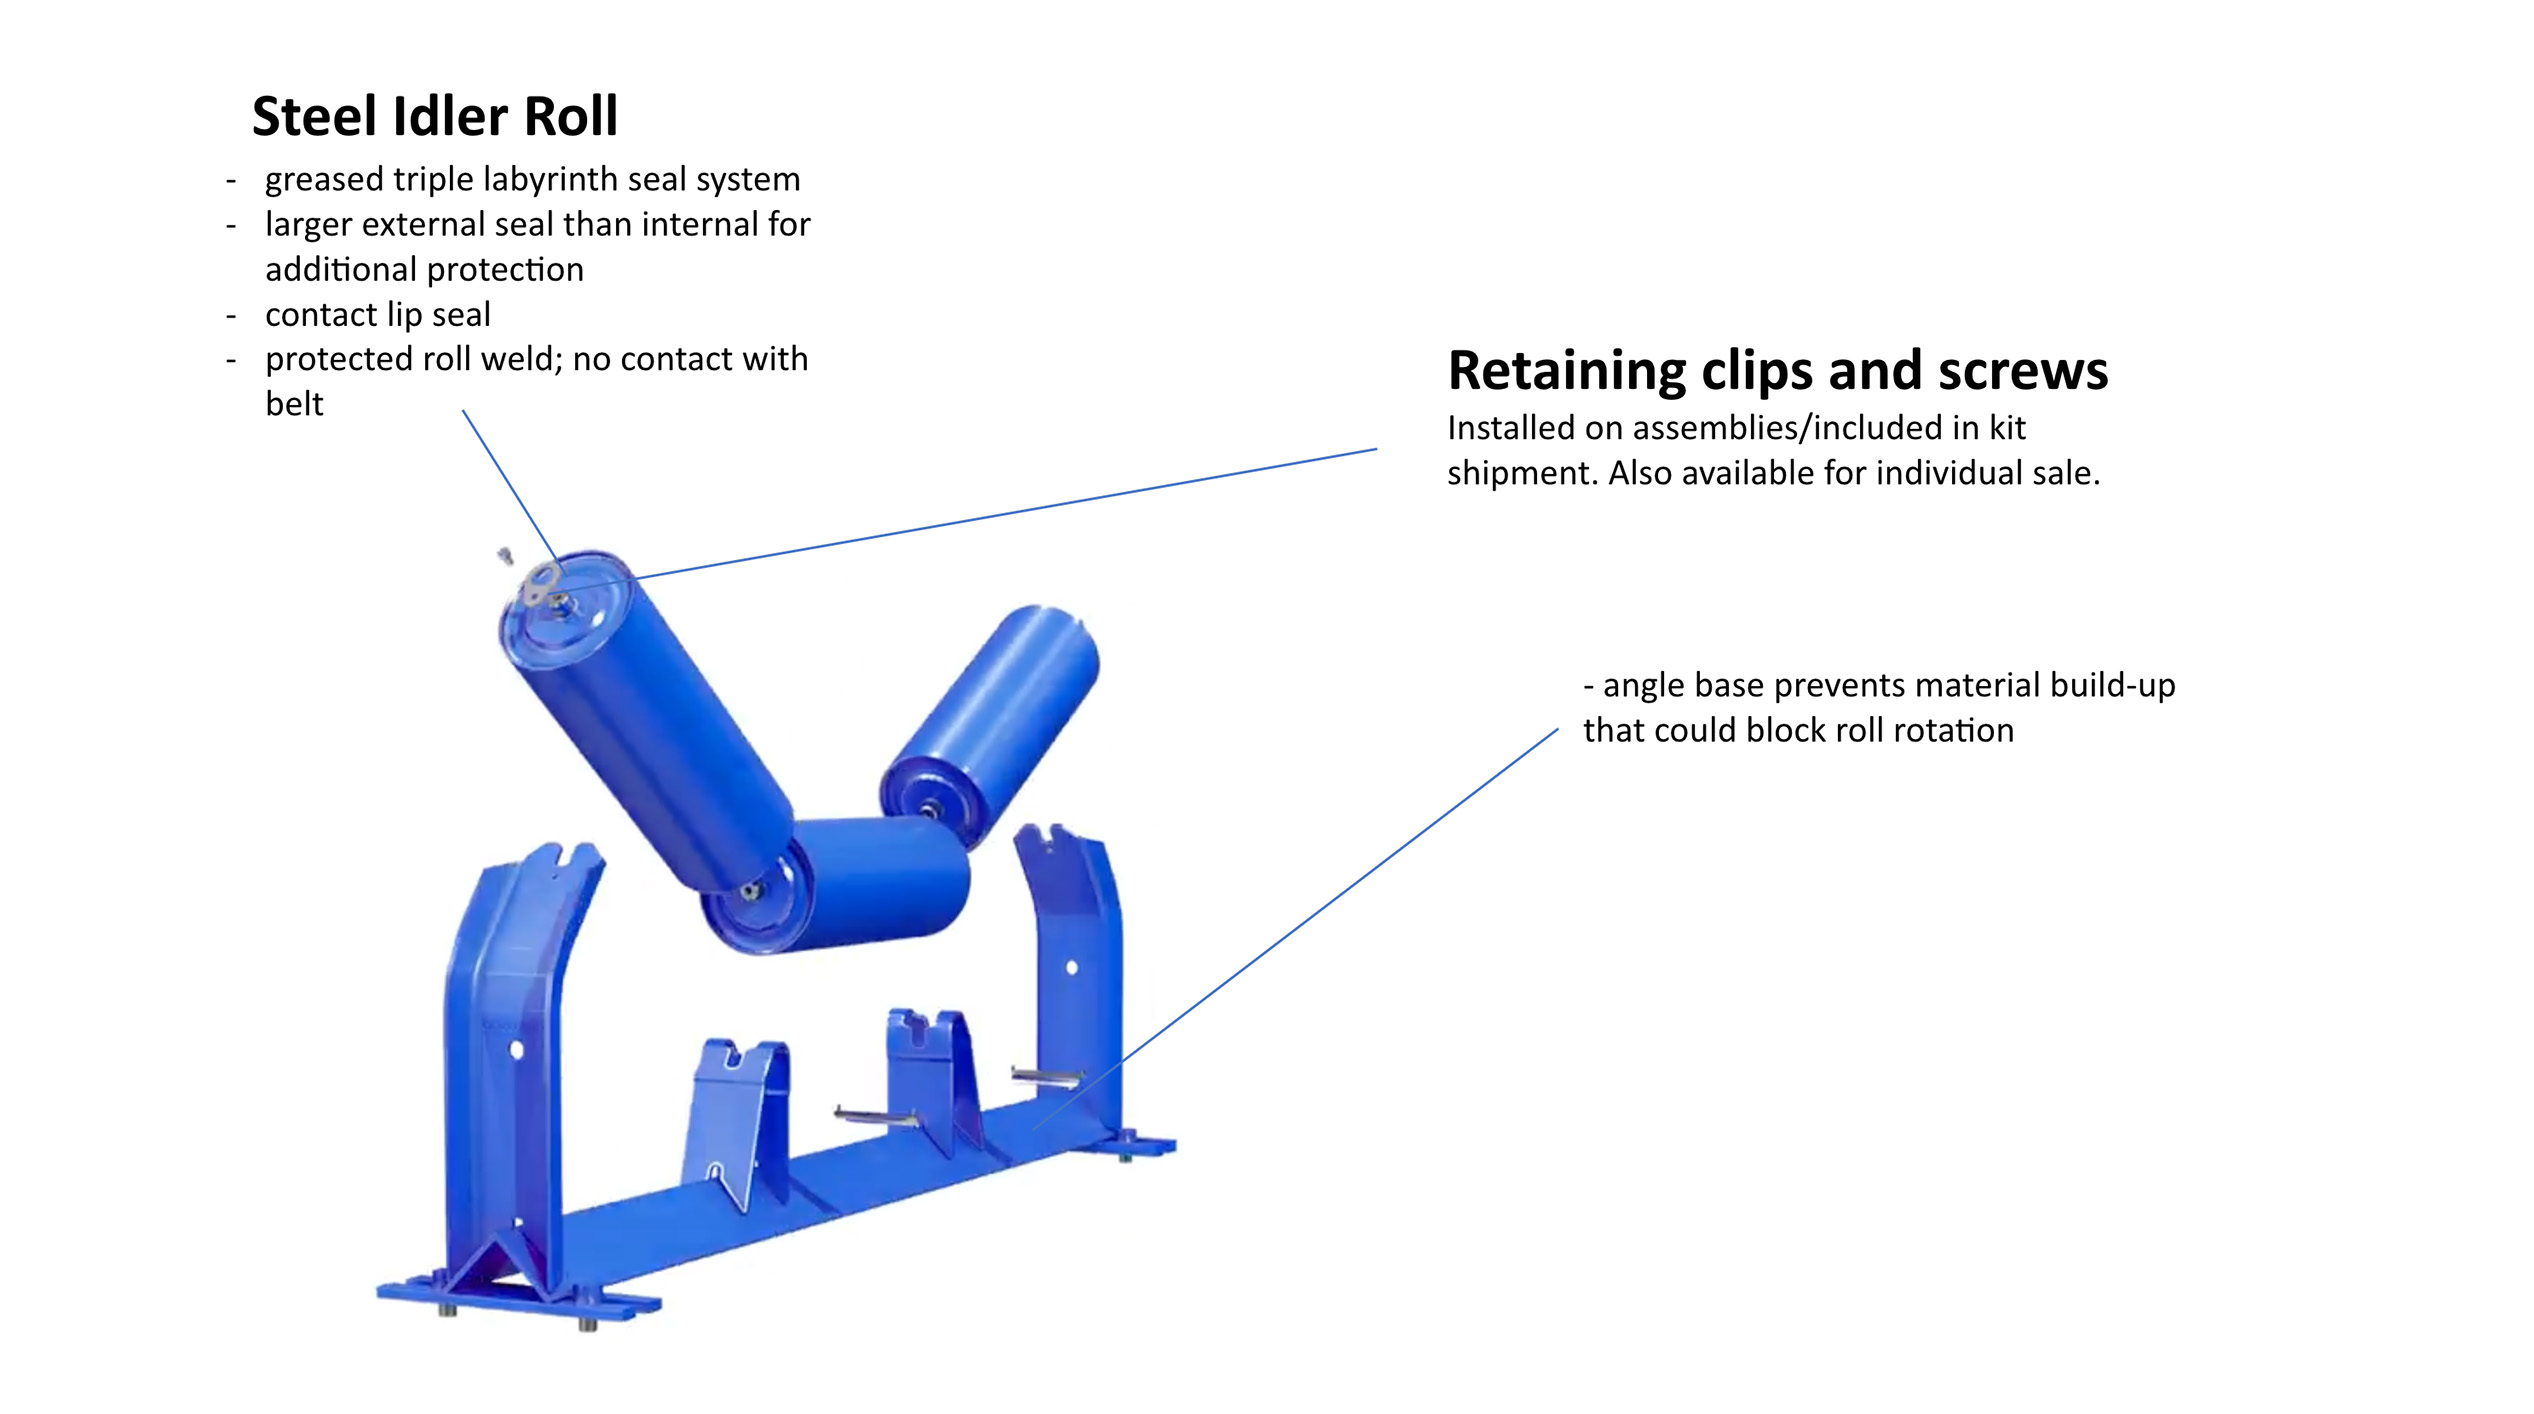 Steel Idler Roll
- greased triple labyrinth seal system
- larger external seal than internal for
additional protection
- contact lip seal
- protected roll weld; no contact with
belt
Retaining clips and screws
Installed on assemblies/included in kit
shipment. Also available for individual sale.
- angle base prevents material build-up
that could block roll rotation